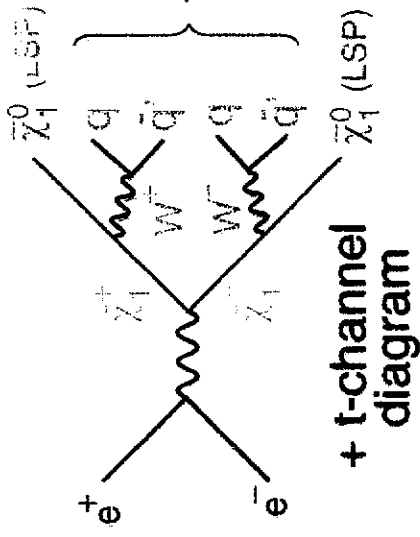 χ̃₁⁰ (LSP)
q
q̄'
W⁺
χ̃₁⁺
e⁺
e⁻
χ̃₁⁻
W⁻
q
q̄'
χ̃₁⁰ (LSP)
+ t-channel
diagram